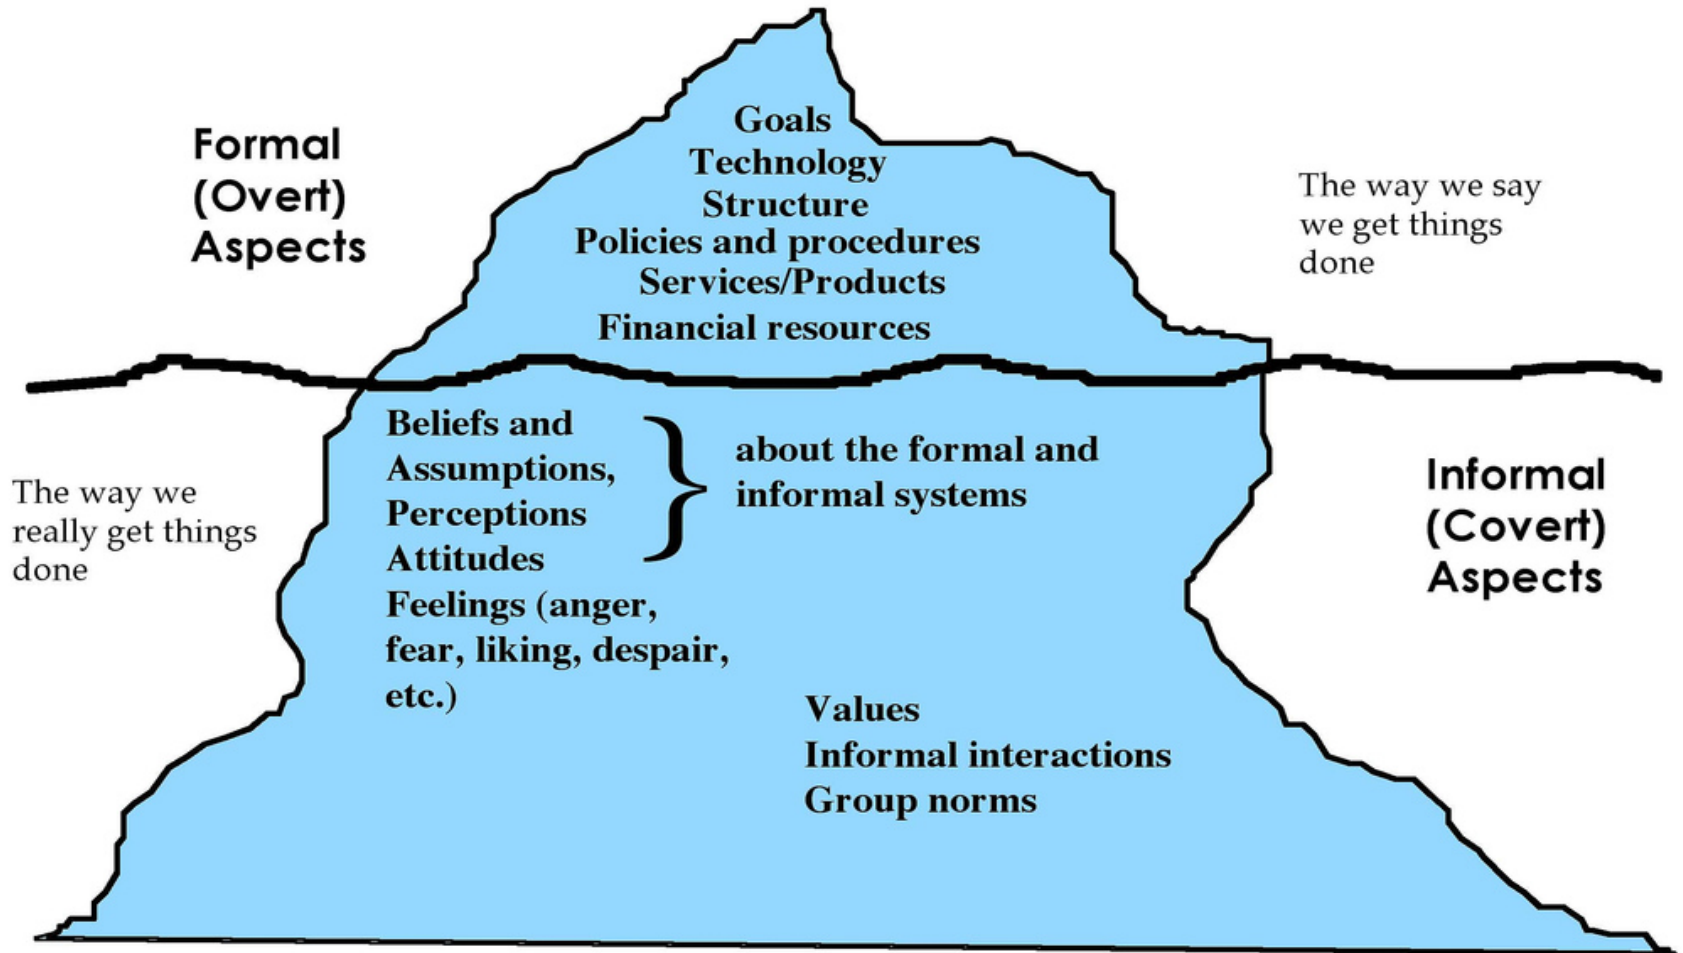 Formal
(Overt)
Aspects
Goals
Technology
Structure
Policies and procedures
Services/Products
Financial resources
The way we say
we get things
done
The way we
really get things
done
Beliefs and
Assumptions,
Perceptions
Attitudes
Feelings (anger,
fear, liking, despair,
etc.)
}
about the formal and
informal systems
Values
Informal interactions
Group norms
Informal
(Covert)
Aspects